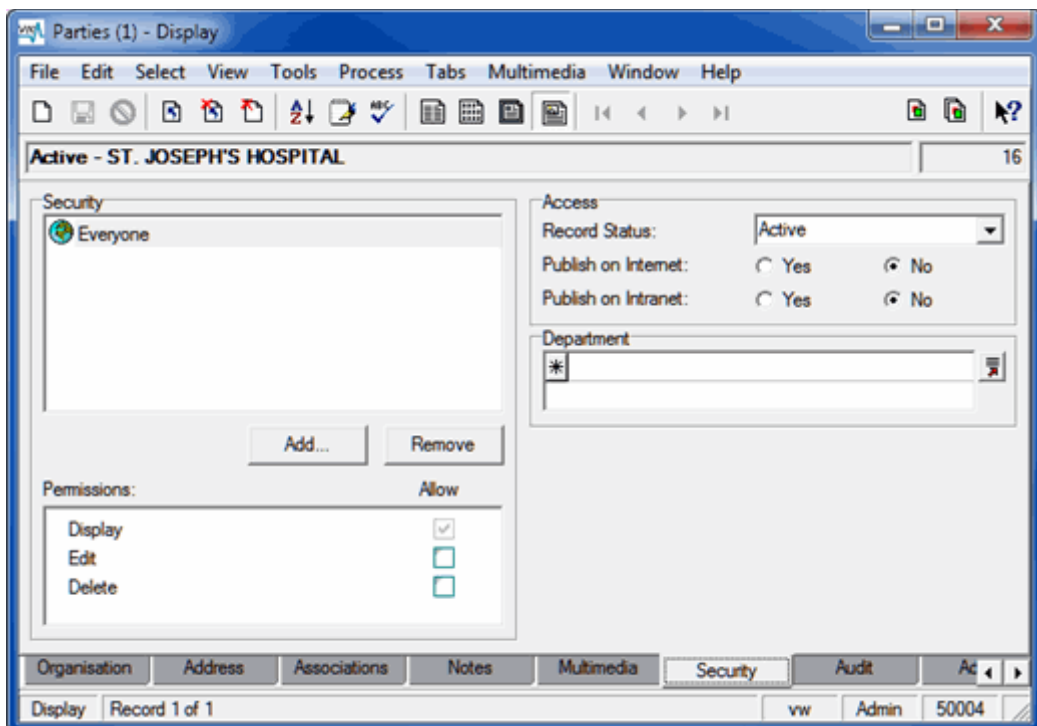 Parties (1) - Display
File Edit Select View Tools Process Tabs Multimedia Window Help
Active - ST. JOSEPH'S HOSPITAL 16
Security
Everyone
Add... Remove
Permissions: Allow
Display
Edit
Delete
Access
Record Status: Active
Publish on Internet: Yes No
Publish on Intranet: Yes No
Department
Organisation Address Associations Notes Multimedia Security Audit
Display Record 1 of 1 vw Admin 50004